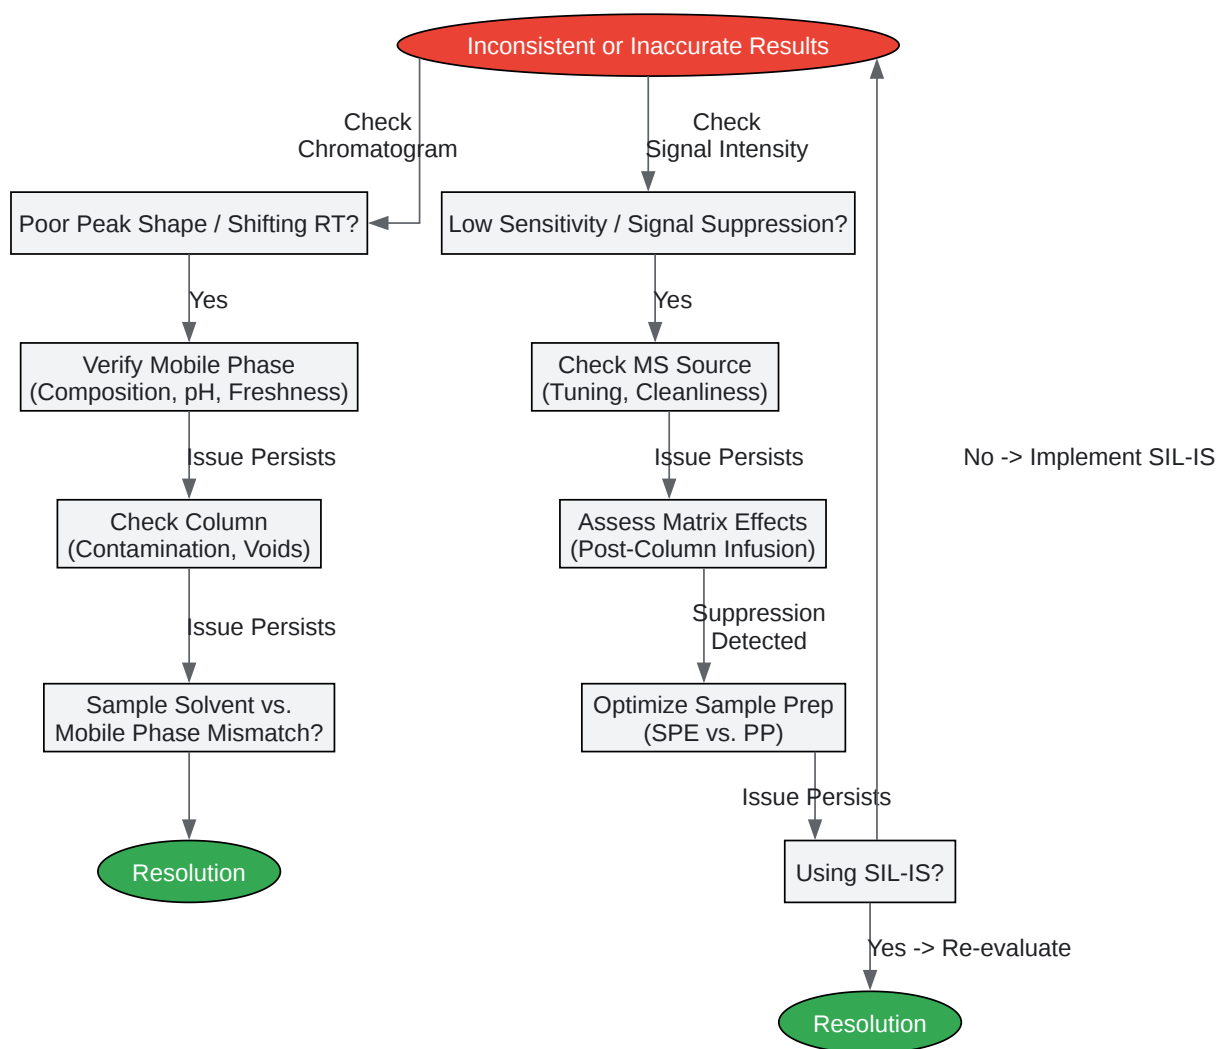 Inconsistent or Inaccurate Results
Check
Chromatogram
Check
Signal Intensity
Poor Peak Shape / Shifting RT?
Low Sensitivity / Signal Suppression?
Yes
Yes
Verify Mobile Phase
(Composition, pH, Freshness)
Check MS Source
(Tuning, Cleanliness)
Issue Persists
Issue Persists
No -> Implement SIL-IS
Check Column
(Contamination, Voids)
Assess Matrix Effects
(Post-Column Infusion)
Issue Persists
Suppression
Detected
Sample Solvent vs.
Mobile Phase Mismatch?
Optimize Sample Prep
(SPE vs. PP)
Issue Persists
Resolution
Using SIL-IS?
Yes -> Re-evaluate
Resolution